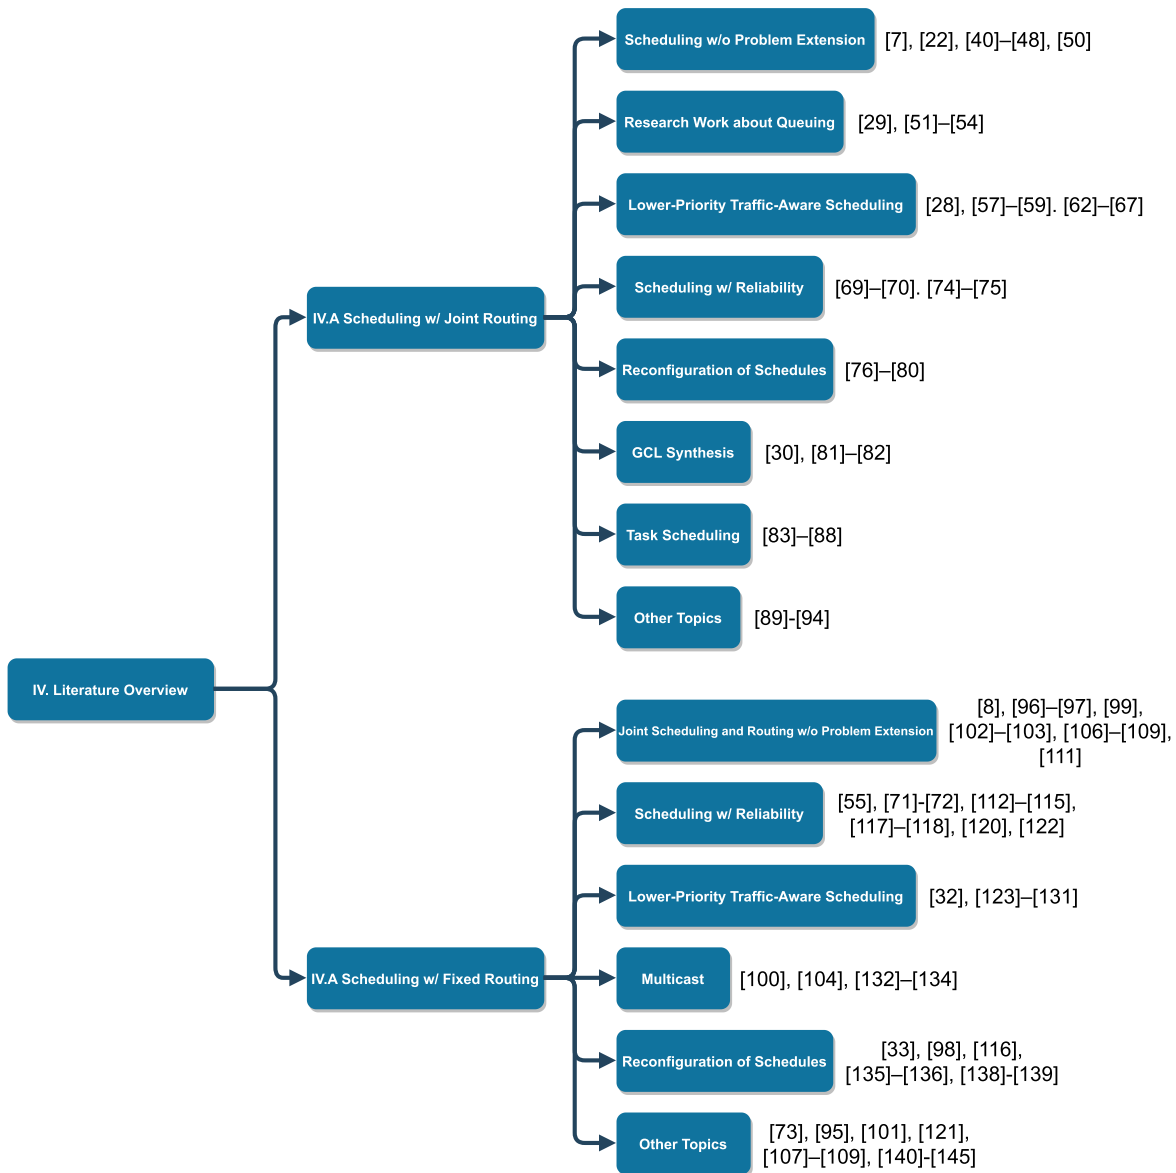 Scheduling w/o Problem Extension
[7], [22], [40]–[48], [50]
Research Work about Queuing
[29], [51]–[54]
Lower-Priority Traffic-Aware Scheduling
[28], [57]–[59]. [62]–[67]
Scheduling w/ Reliability
[69]–[70]. [74]–[75]
IV.A Scheduling w/ Joint Routing
Reconfiguration of Schedules
[76]–[80]
GCL Synthesis
[30], [81]–[82]
Task Scheduling
[83]–[88]
Other Topics
[89]-[94]
IV. Literature Overview
Joint Scheduling and Routing w/o Problem Extension
[8], [96]–[97], [99],
[102]–[103], [106]–[109],
[111]
Scheduling w/ Reliability
[55], [71]-[72], [112]–[115],
[117]–[118], [120], [122]
Lower-Priority Traffic-Aware Scheduling
[32], [123]–[131]
IV.A Scheduling w/ Fixed Routing
Multicast
[100], [104], [132]–[134]
Reconfiguration of Schedules
[33], [98], [116],
[135]–[136], [138]-[139]
Other Topics
[73], [95], [101], [121],
[107]–[109], [140]-[145]